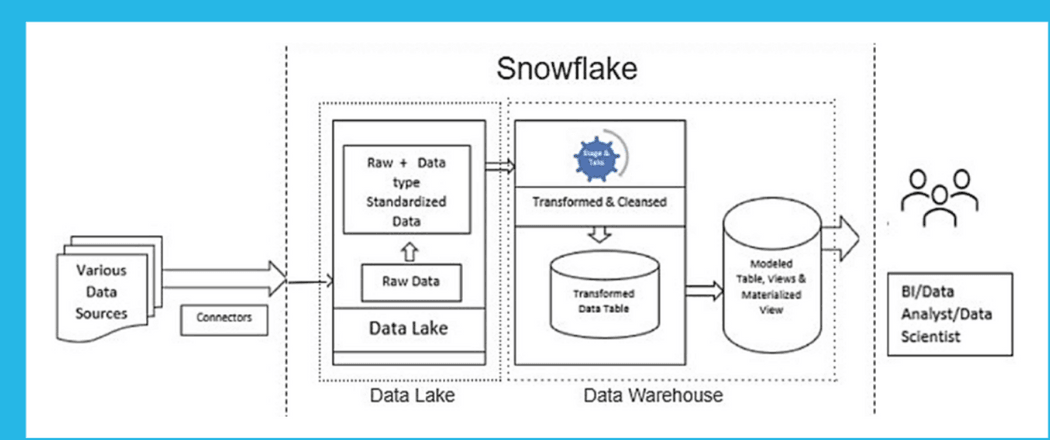 Snowflake
Various
Data
Sources
Connectors
Raw + Data
type
Standardized
Data
Raw Data
Data Lake
Data Lake
Stage &
Transformed & Cleansed
Transformed
Data Table
Modeled
Table, Views &
Materialized
View
Data Warehouse
BI/Data
Analyst/Data
Scientist